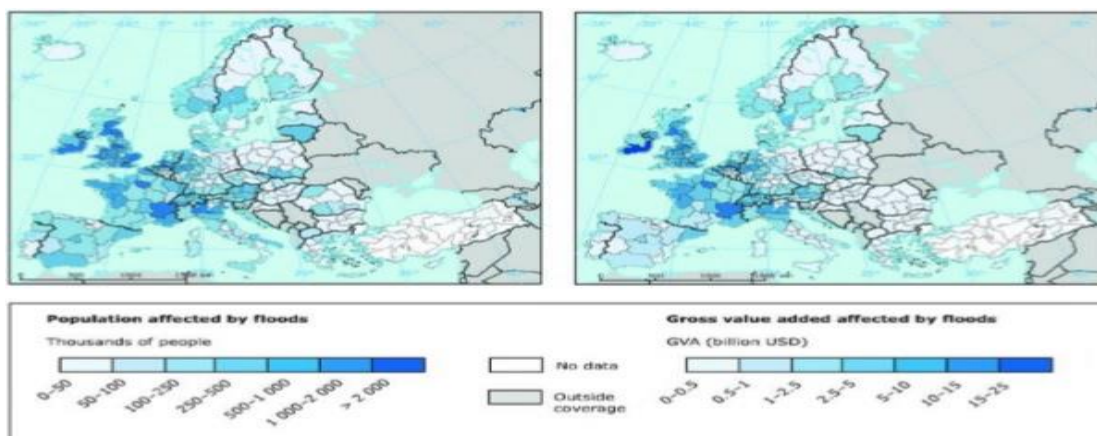 Population affected by floods
Thousands of people
0–50
50–100
100–250
250–500
500–1 000
1 000–2 000
> 2 000
No data
Outside
coverage
Gross value added affected by floods
GVA (billion USD)
0–0.5
0.5–1
1–2.5
2.5–5
5–10
10–15
15–25